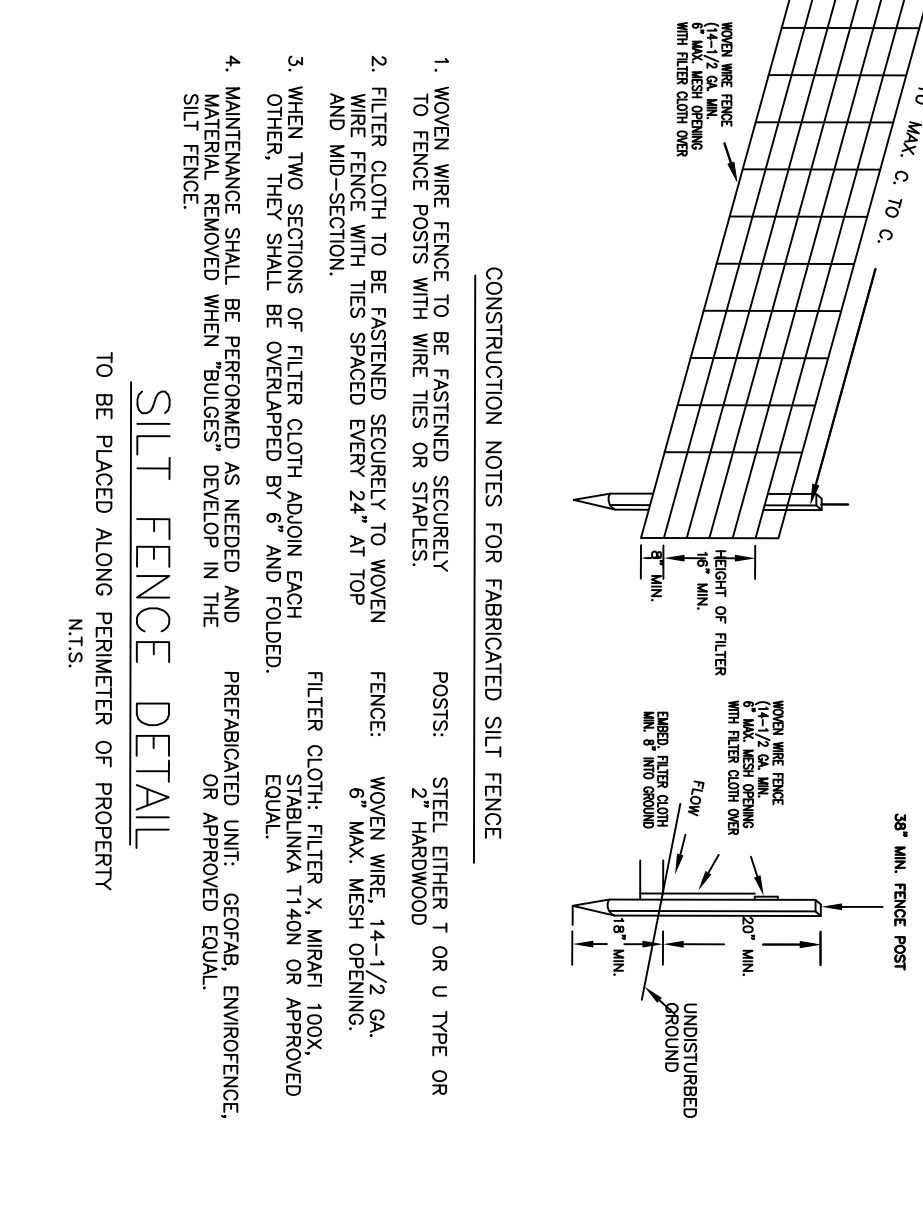 TO MAX. C. TO C.
WOVEN WIRE FENCE
(14-1/2 GA. MIN.
6" MAX. MESH OPENING
WITH FILTER CLOTH OVER
HEIGHT OF FILTER
16" MIN.
8" MIN.
38" MIN. FENCE POST
WOVEN WIRE FENCE
(14-1/2 GA. MIN.
6" MAX. MESH OPENING
WITH FILTER CLOTH OVER
20" MIN.
FLOW
EMBED. FILTER CLOTH
MIN. 8" INTO GROUND
18" MIN.
UNDISTURBED
GROUND
CONSTRUCTION NOTES FOR FABRICATED SILT FENCE
1. WOVEN WIRE FENCE TO BE FASTENED SECURELY
TO FENCE POSTS WITH WIRE TIES OR STAPLES.
2. FILTER CLOTH TO BE FASTENED SECURELY TO WOVEN
WIRE FENCE WITH TIES SPACED EVERY 24" AT TOP
AND MID-SECTION.
3. WHEN TWO SECTIONS OF FILTER CLOTH ADJOIN EACH
OTHER, THEY SHALL BE OVERLAPPED BY 6" AND FOLDED.
4. MAINTENANCE SHALL BE PERFORMED AS NEEDED AND
MATERIAL REMOVED WHEN "BULGES" DEVELOP IN THE
SILT FENCE.
POSTS: STEEL EITHER T OR U TYPE OR
2" HARDWOOD
FENCE: WOVEN WIRE, 14-1/2 GA.
6" MAX. MESH OPENING.
FILTER CLOTH: FILTER X, MIRAFI 100X,
STABLINKA T140N OR APPROVED
EQUAL.
PREFABICATED UNIT: GEOFAB, ENVIROFENCE,
OR APPROVED EQUAL.
SILT FENCE DETAIL
TO BE PLACED ALONG PERIMETER OF PROPERTY
N.T.S.